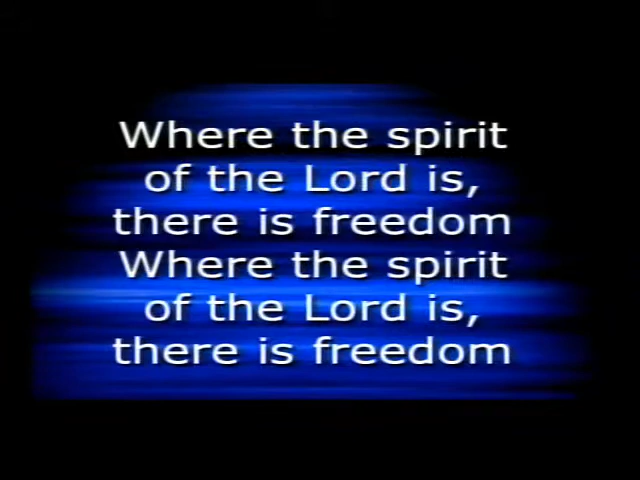 Where the spirit
of the Lord is,
there is freedom
Where the spirit
of the Lord is,
there is freedom